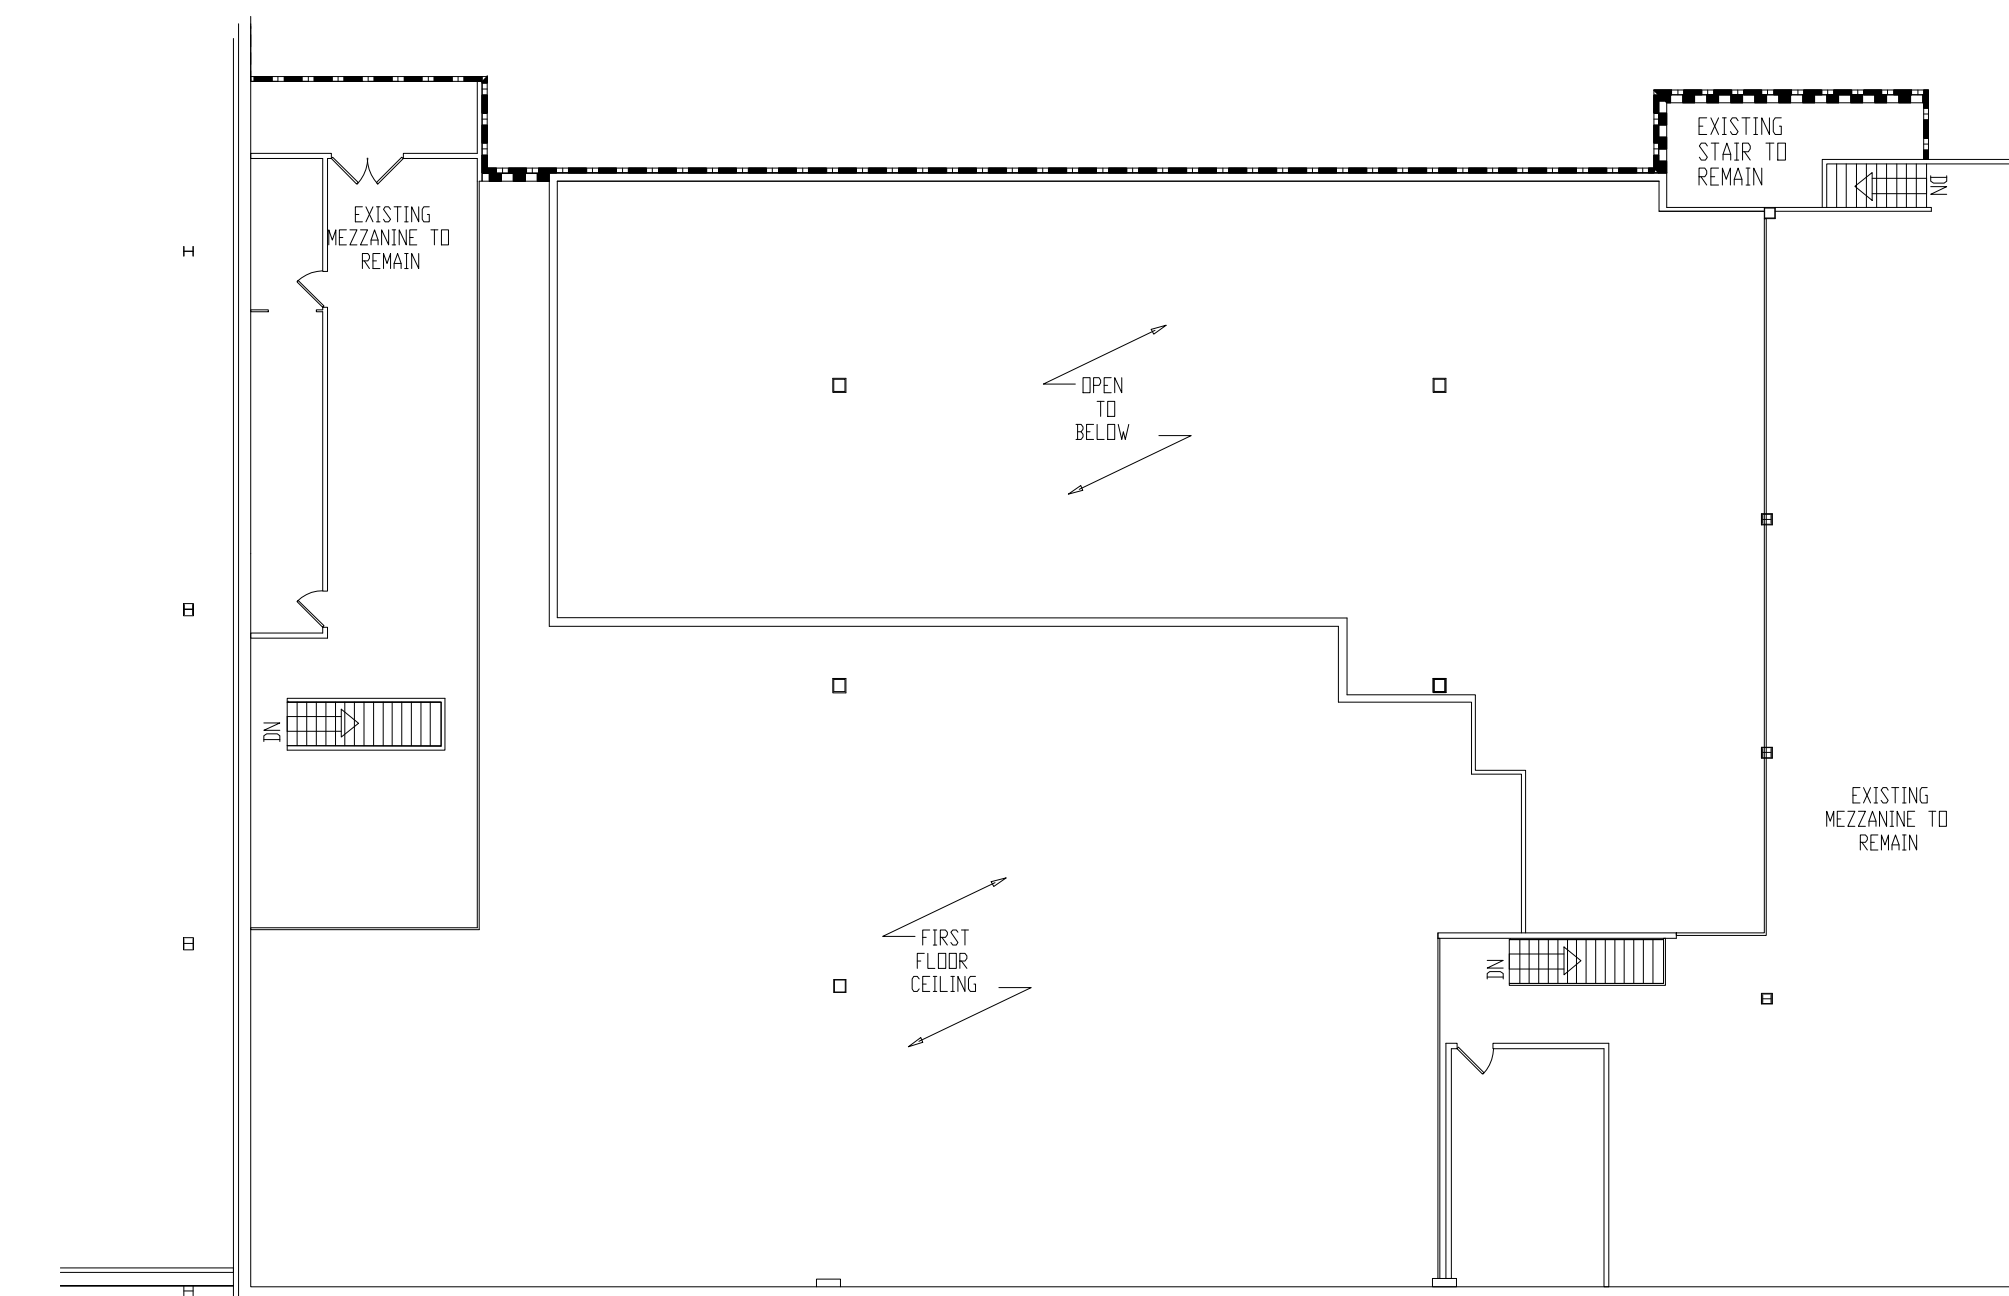 EXISTING
STAIR TO
REMAIN
DN
EXISTING
MEZZANINE TO
REMAIN
OPEN
TO
BELOW
DN
EXISTING
MEZZANINE TO
REMAIN
FIRST
FLOOR
CEILING
DN